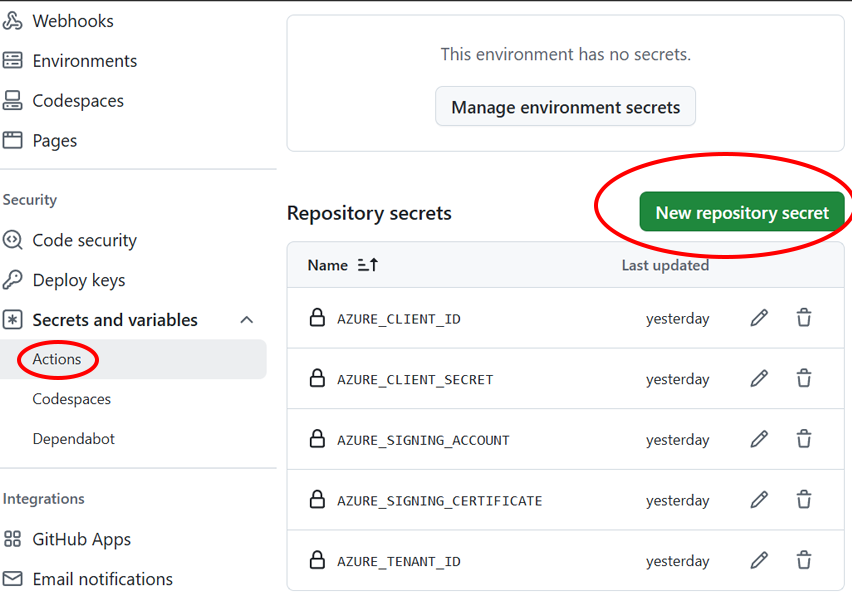 Webhooks
Environments
Codespaces
Pages
Security
Code security
Deploy keys
Secrets and variables
Actions
Codespaces
Dependabot
Integrations
GitHub Apps
Email notifications
This environment has no secrets.
Manage environment secrets
Repository secrets
New repository secret
Name Last updated
AZURE_CLIENT_ID yesterday
AZURE_CLIENT_SECRET yesterday
AZURE_SIGNING_ACCOUNT yesterday
AZURE_SIGNING_CERTIFICATE yesterday
AZURE_TENANT_ID yesterday